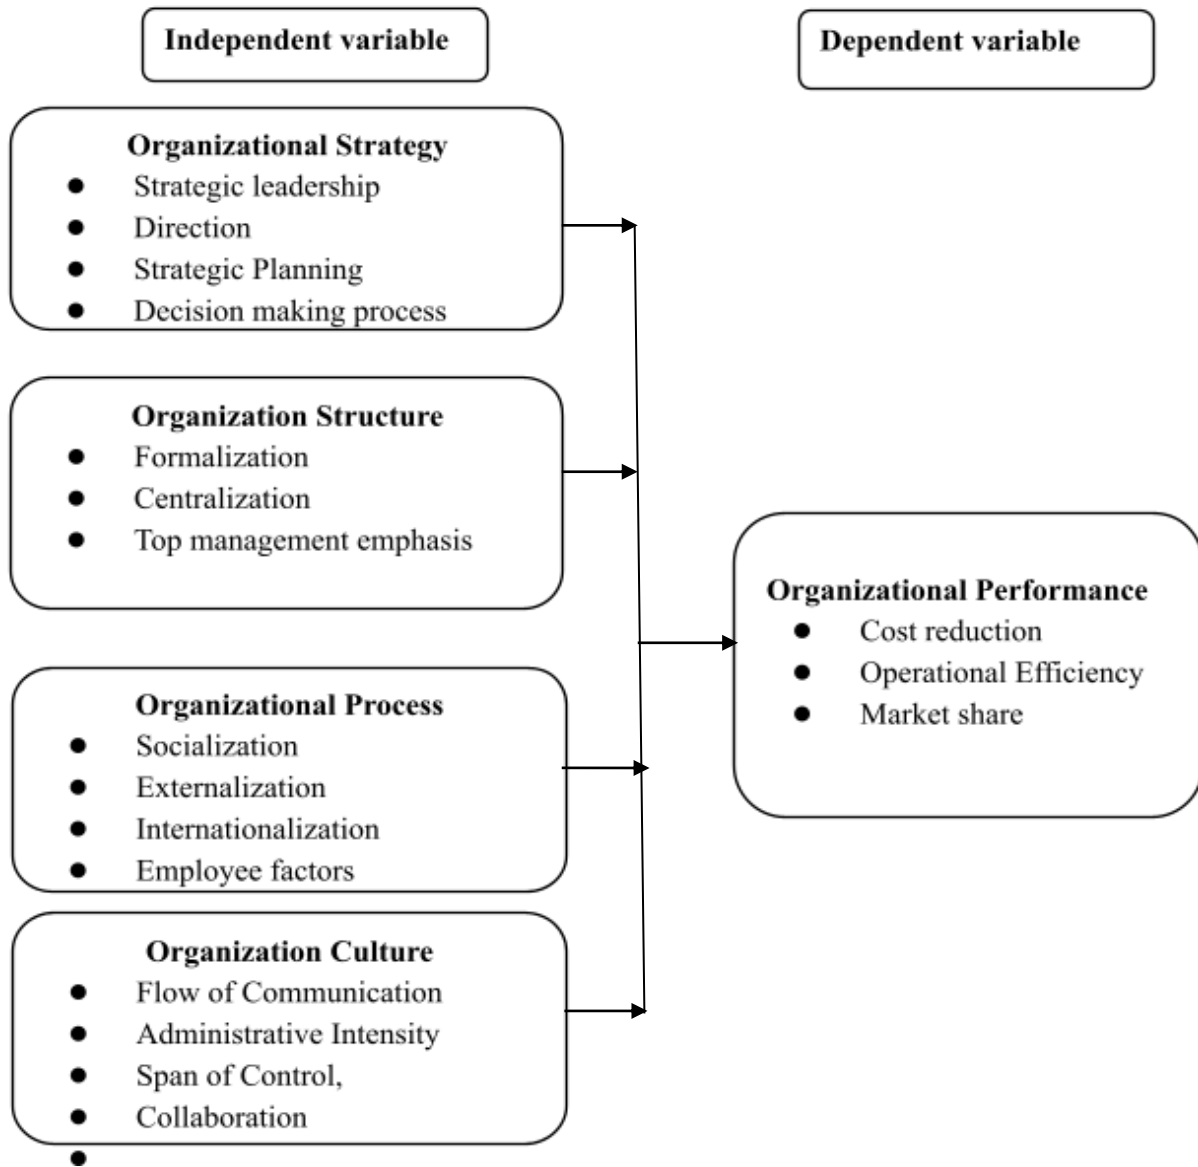 Independent variable
Dependent variable
Organizational Strategy
● Strategic leadership
● Direction
● Strategic Planning
● Decision making process
Organization Structure
● Formalization
● Centralization
● Top management emphasis
Organizational Process
● Socialization
● Externalization
● Internationalization
● Employee factors
Organization Culture
● Flow of Communication
● Administrative Intensity
● Span of Control,
● Collaboration
●
Organizational Performance
● Cost reduction
● Operational Efficiency
● Market share